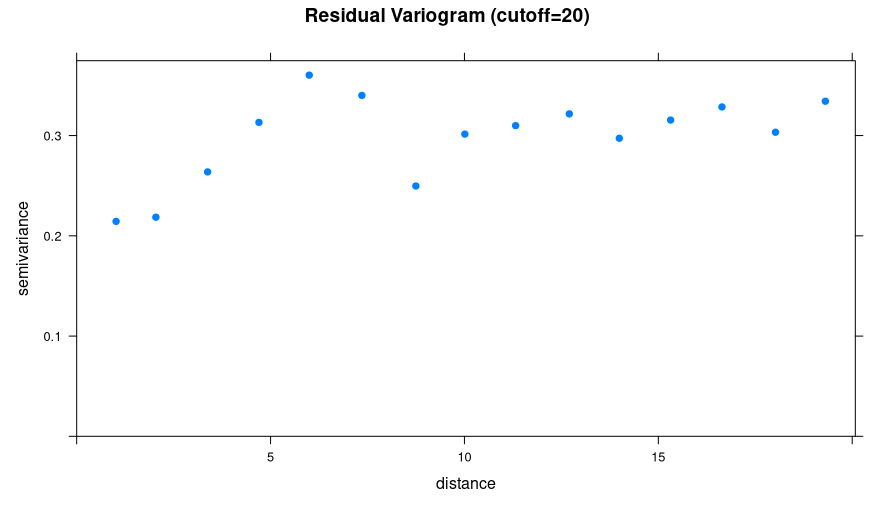 Residual Variogram (cutoff=20)
semivariance
0.3
0.2
0.1
5 10 15
distance